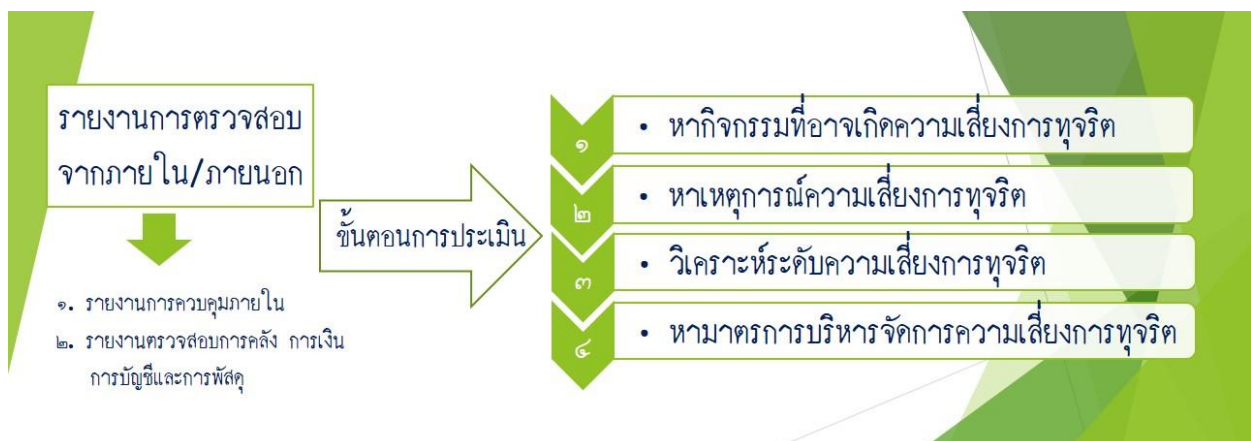 รายงานการตรวจสอบ
จากภายใน/ภายนอก
๑. รายงานการควบคุมภายใน
๒. รายงานตรวจสอบการคลัง การเงิน
การบัญชีและการพัสดุ
ขั้นตอนการประเมิน
๑ • หากิจกรรมที่อาจเกิดความเสี่ยงการทุจริต
๒ • หาเหตุการณ์ความเสี่ยงการทุจริต
๓ • วิเคราะห์ระดับความเสี่ยงการทุจริต
๔ • หามาตรการบริหารจัดการความเสี่ยงการทุจริต